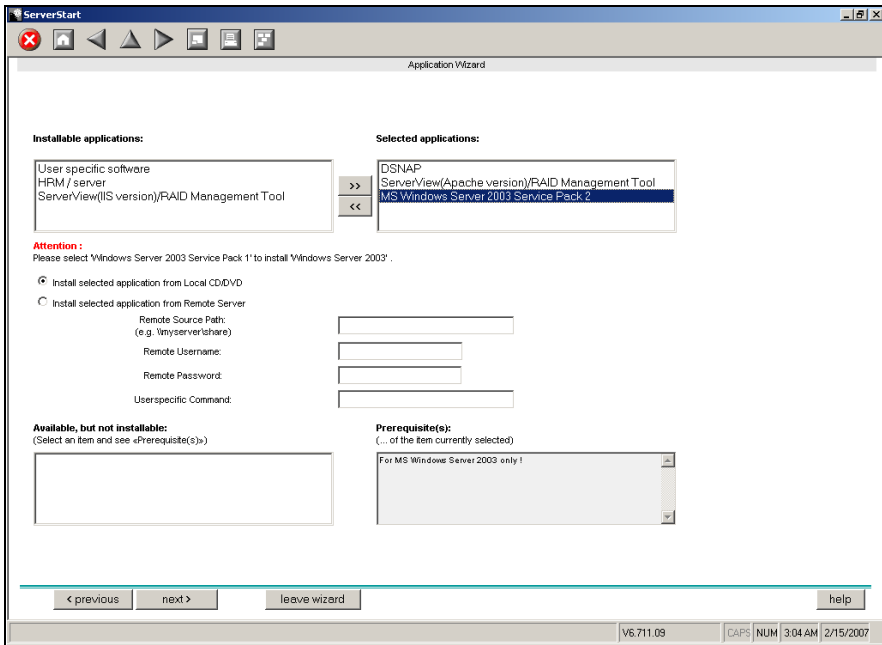 ServerStart
Application Wizard
Installable applications:
Selected applications:
User specific software
HRM / server
ServerView(IIS version)/RAID Management Tool
>>
<<
DSNAP
ServerView(Apache version)/RAID Management Tool
MS Windows Server 2003 Service Pack 2
Attention :
Please select 'Windows Server 2003 Service Pack 1' to install 'Windows Server 2003' .
Install selected application from Local CD/DVD
Install selected application from Remote Server
Remote Source Path:
(e.g. \\myserver\share)
Remote Username:
Remote Password:
Userspecific Command:
Available, but not installable:
(Select an item and see «Prerequisite(s)»)
Prerequisite(s):
(... of the item currently selected)
For MS Windows Server 2003 only !
< previous
next >
leave wizard
help
V6.711.09
CAPS NUM 3:04 AM 2/15/2007